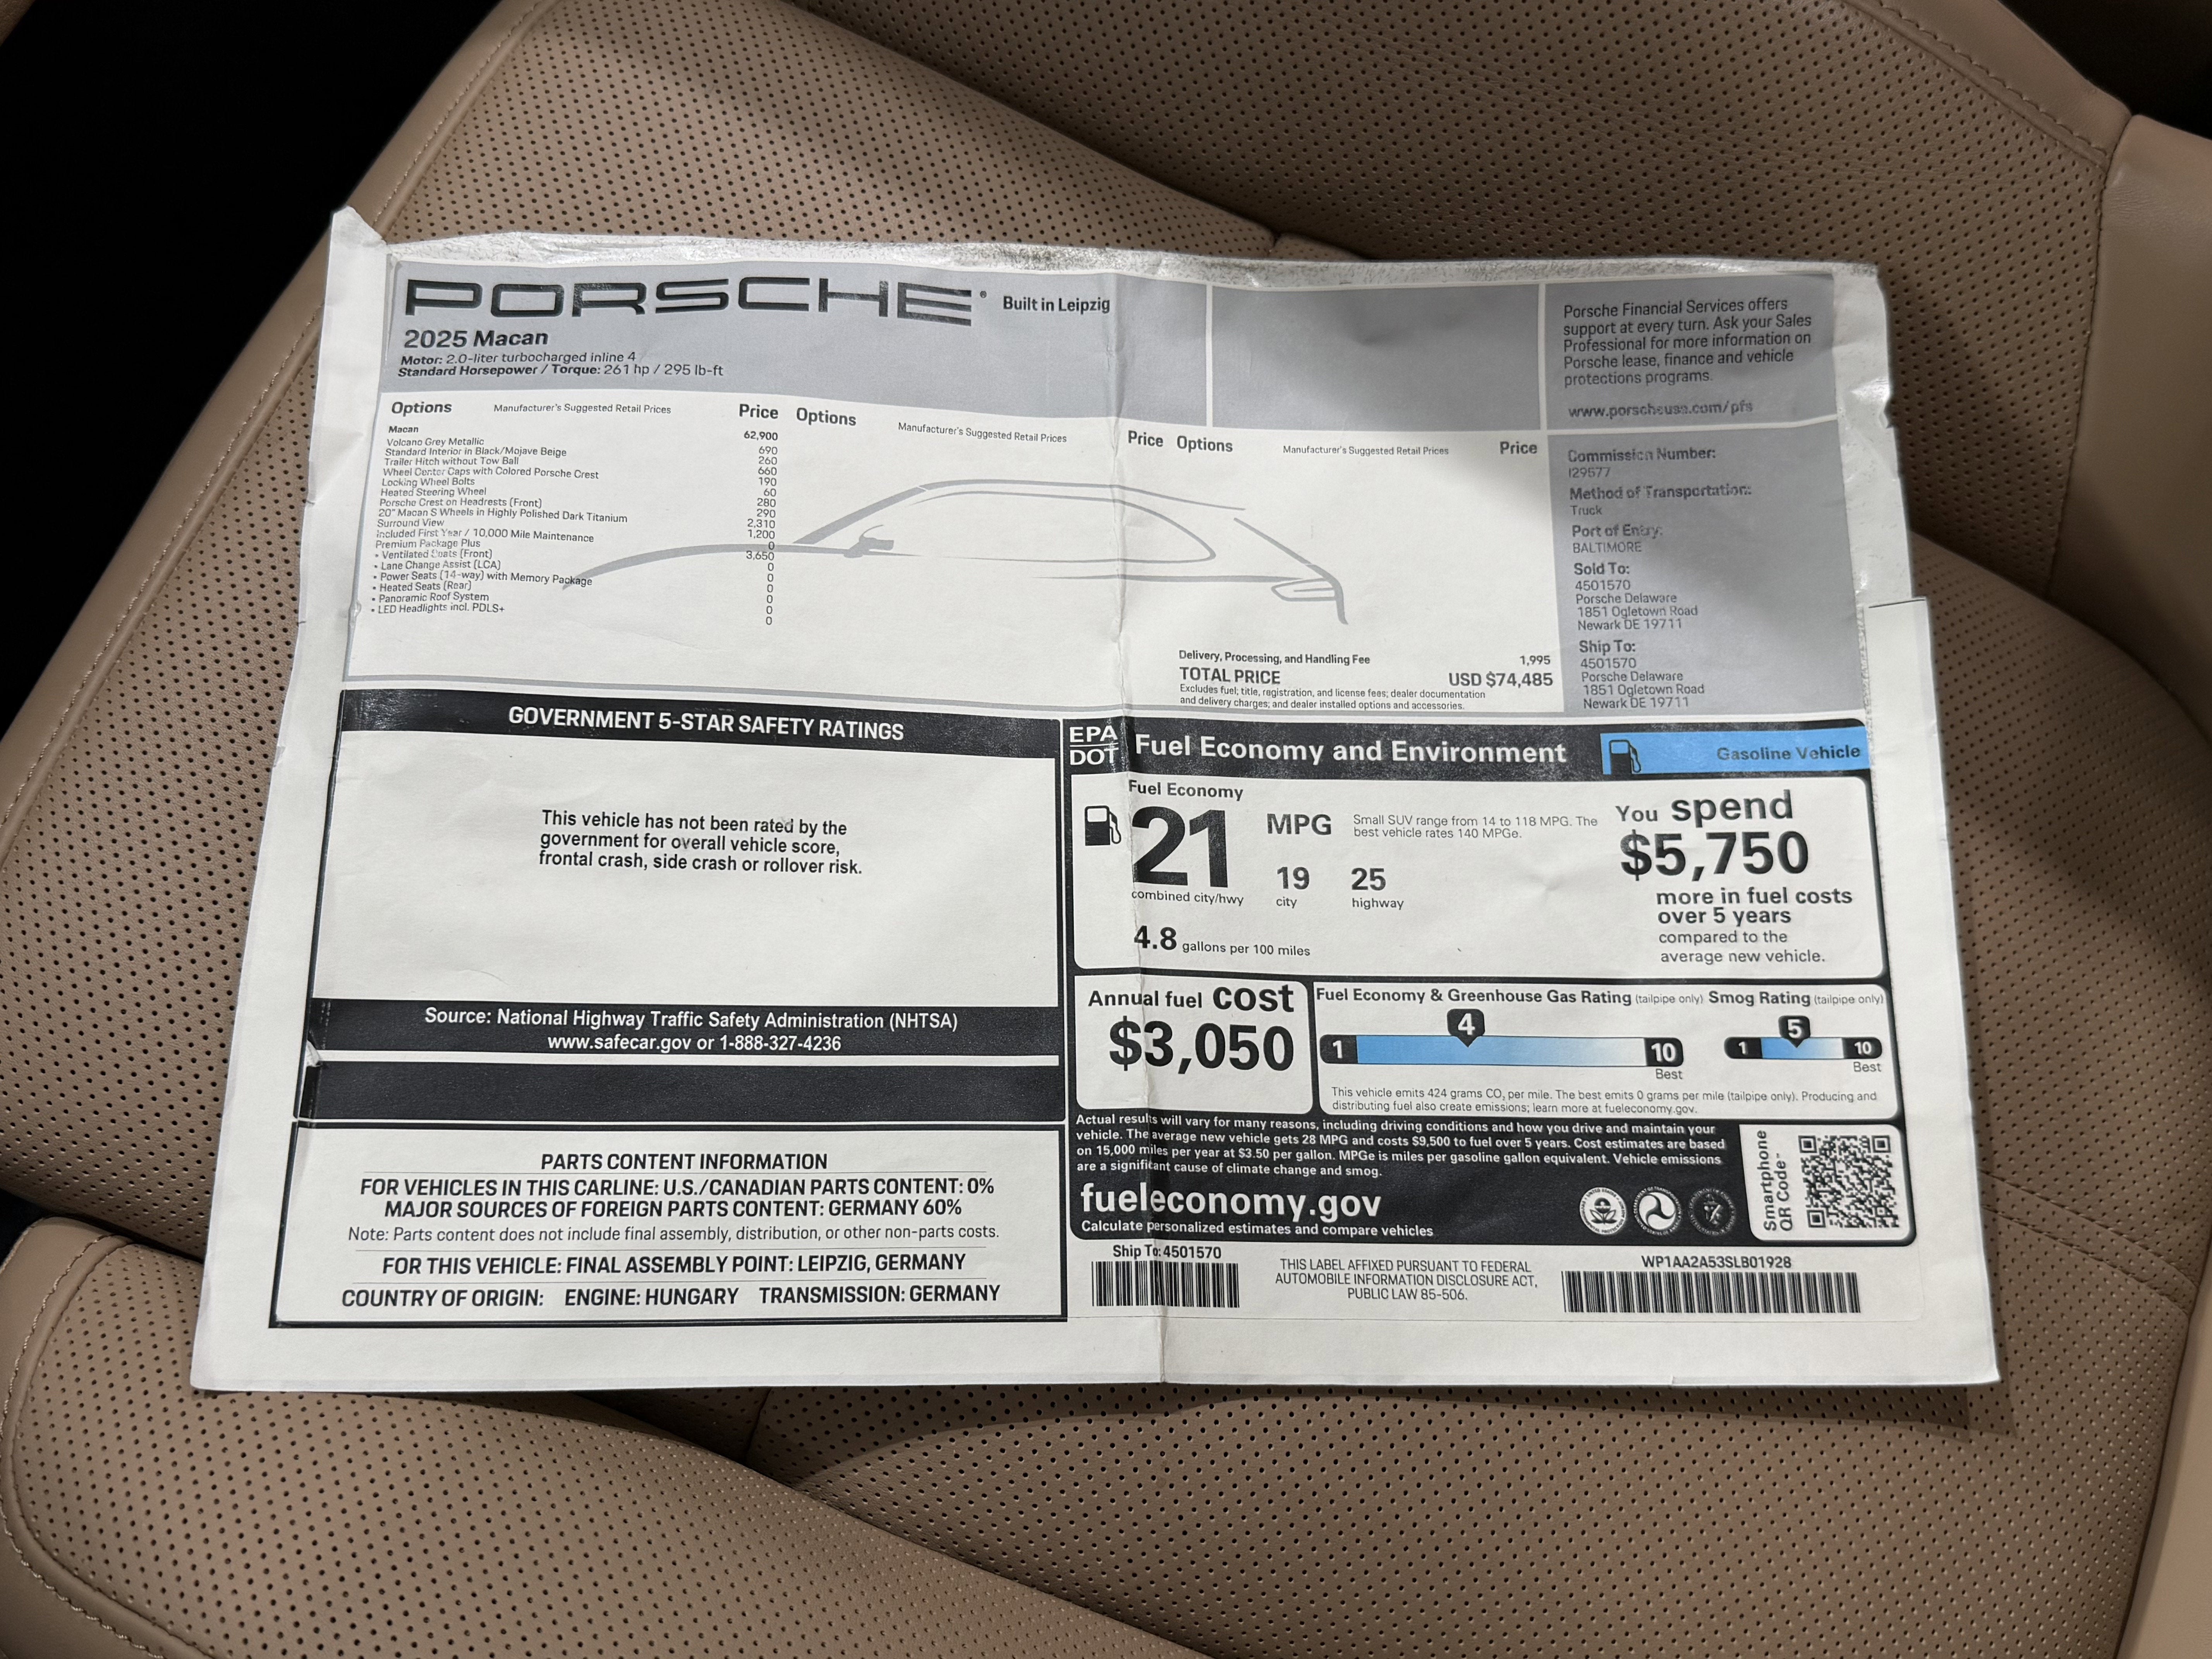 PORSCHE® Built in Leipzig
2025 Macan
Motor: 2.0-liter turbocharged inline 4
Standard Horsepower / Torque: 261 hp / 295 lb-ft
Porsche Financial Services offers
support at every turn. Ask your Sales
Professional for more information on
Porsche lease, finance and vehicle
protections programs.
www.porscheusa.com/pfs
Options Manufacturer's Suggested Retail Prices Price Options Manufacturer's Suggested Retail Prices Price Options Manufacturer's Suggested Retail Prices Price
Macan 62,900
Volcano Grey Metallic 690
Standard Interior in Black/Mojave Beige 260
Trailer Hitch without Tow Ball 660
Wheel Center Caps with Colored Porsche Crest 190
Locking Wheel Bolts 60
Heated Steering Wheel 280
Porsche Crest on Headrests (Front) 290
20" Macan S Wheels in Highly Polished Dark Titanium 2,310
Surround View 1,200
Included First Year / 10,000 Mile Maintenance 0
Premium Package Plus 3,650
• Ventilated Seats (Front) 0
• Lane Change Assist (LCA) 0
• Power Seats (14-way) with Memory Package 0
• Heated Seats (Rear) 0
• Panoramic Roof System 0
• LED Headlights incl. PDLS+ 0
Delivery, Processing, and Handling Fee 1,995
TOTAL PRICE USD $74,485
Excludes fuel; title, registration, and license fees; dealer documentation
and delivery charges; and dealer installed options and accessories.
Commission Number:
I29577
Method of Transportation:
Truck
Port of Entry:
BALTIMORE
Sold To:
4501570
Porsche Delaware
1851 Ogletown Road
Newark DE 19711
Ship To:
4501570
Porsche Delaware
1851 Ogletown Road
Newark DE 19711
GOVERNMENT 5-STAR SAFETY RATINGS
This vehicle has not been rated by the
government for overall vehicle score,
frontal crash, side crash or rollover risk.
Source: National Highway Traffic Safety Administration (NHTSA)
www.safecar.gov or 1-888-327-4236
PARTS CONTENT INFORMATION
FOR VEHICLES IN THIS CARLINE: U.S./CANADIAN PARTS CONTENT: 0%
MAJOR SOURCES OF FOREIGN PARTS CONTENT: GERMANY 60%
Note: Parts content does not include final assembly, distribution, or other non-parts costs.
FOR THIS VEHICLE: FINAL ASSEMBLY POINT: LEIPZIG, GERMANY
COUNTRY OF ORIGIN: ENGINE: HUNGARY TRANSMISSION: GERMANY
EPA
DOT
Fuel Economy and Environment
Gasoline Vehicle
Fuel Economy
21 MPG
combined city/hwy
19
city
25
highway
Small SUV range from 14 to 118 MPG. The
best vehicle rates 140 MPGe.
4.8 gallons per 100 miles
You spend
$5,750
more in fuel costs
over 5 years
compared to the
average new vehicle.
Annual fuel cost
$3,050
Fuel Economy & Greenhouse Gas Rating (tailpipe only)
4
1 10
Best
Smog Rating (tailpipe only)
5
1 10
Best
This vehicle emits 424 grams CO₂ per mile. The best emits 0 grams per mile (tailpipe only). Producing and
distributing fuel also create emissions; learn more at fueleconomy.gov.
Actual results will vary for many reasons, including driving conditions and how you drive and maintain your
vehicle. The average new vehicle gets 28 MPG and costs $9,500 to fuel over 5 years. Cost estimates are based
on 15,000 miles per year at $3.50 per gallon. MPGe is miles per gasoline gallon equivalent. Vehicle emissions
are a significant cause of climate change and smog.
fueleconomy.gov
Calculate personalized estimates and compare vehicles
Smartphone
QR Code
Ship To: 4501570
THIS LABEL AFFIXED PURSUANT TO FEDERAL
AUTOMOBILE INFORMATION DISCLOSURE ACT,
PUBLIC LAW 85-506.
WP1AA2A53SLB01928